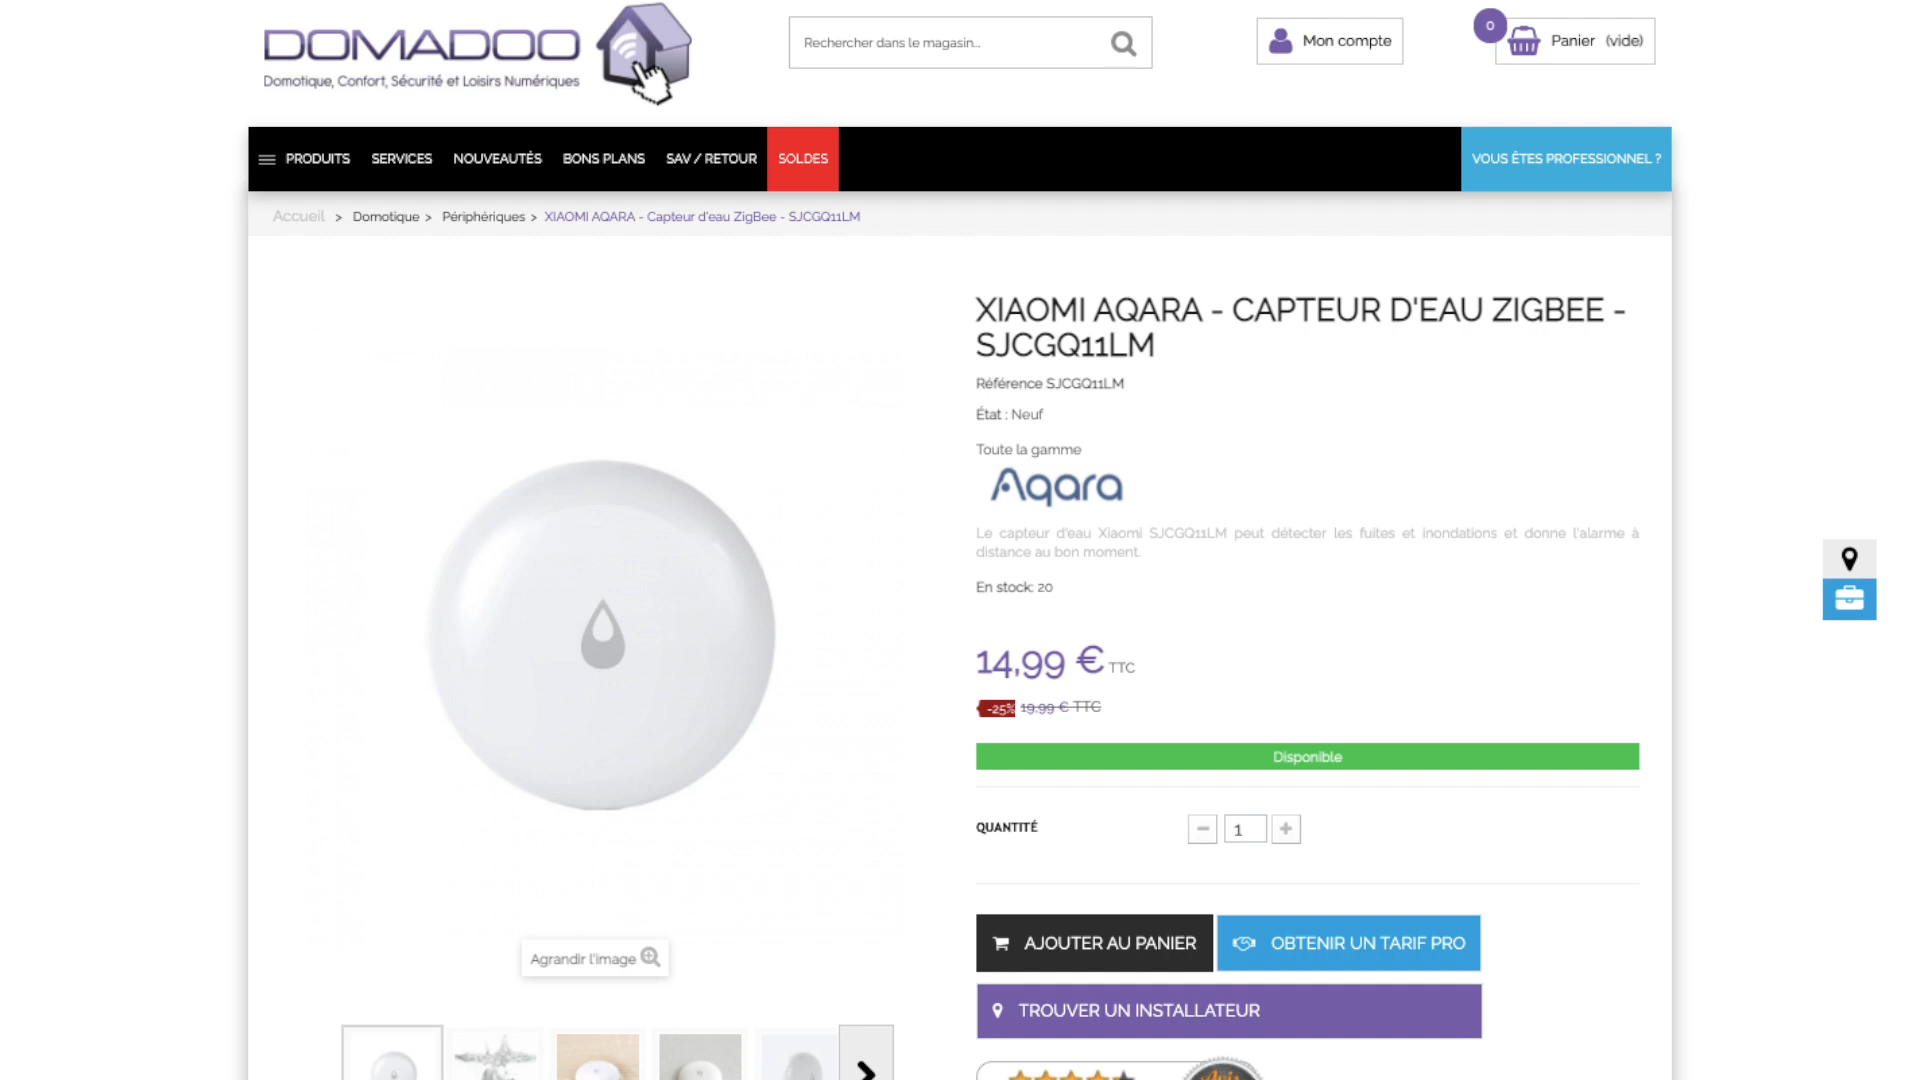 DOMADOO
Domotique, Confort, Sécurité et Loisirs Numériques
Rechercher dans le magasin...
Mon compte
0
Panier (vide)
PRODUITS SERVICES NOUVEAUTÉS BONS PLANS SAV / RETOUR SOLDES VOUS ÊTES PROFESSIONNEL ?
Accueil > Domotique > Périphériques > XIAOMI AQARA - Capteur d'eau ZigBee - SJCGQ11LM
XIAOMI AQARA - CAPTEUR D'EAU ZIGBEE -
SJCGQ11LM
Référence SJCGQ11LM
État : Neuf
Toute la gamme
Aqara
Le capteur d'eau Xiaomi SJCGQ11LM peut détecter les fuites et inondations et donne l'alarme à
distance au bon moment.
En stock: 20
14,99 € TTC
-25% 19,99 € TTC
Disponible
QUANTITÉ
1
AJOUTER AU PANIER
OBTENIR UN TARIF PRO
Agrandir l'image
TROUVER UN INSTALLATEUR